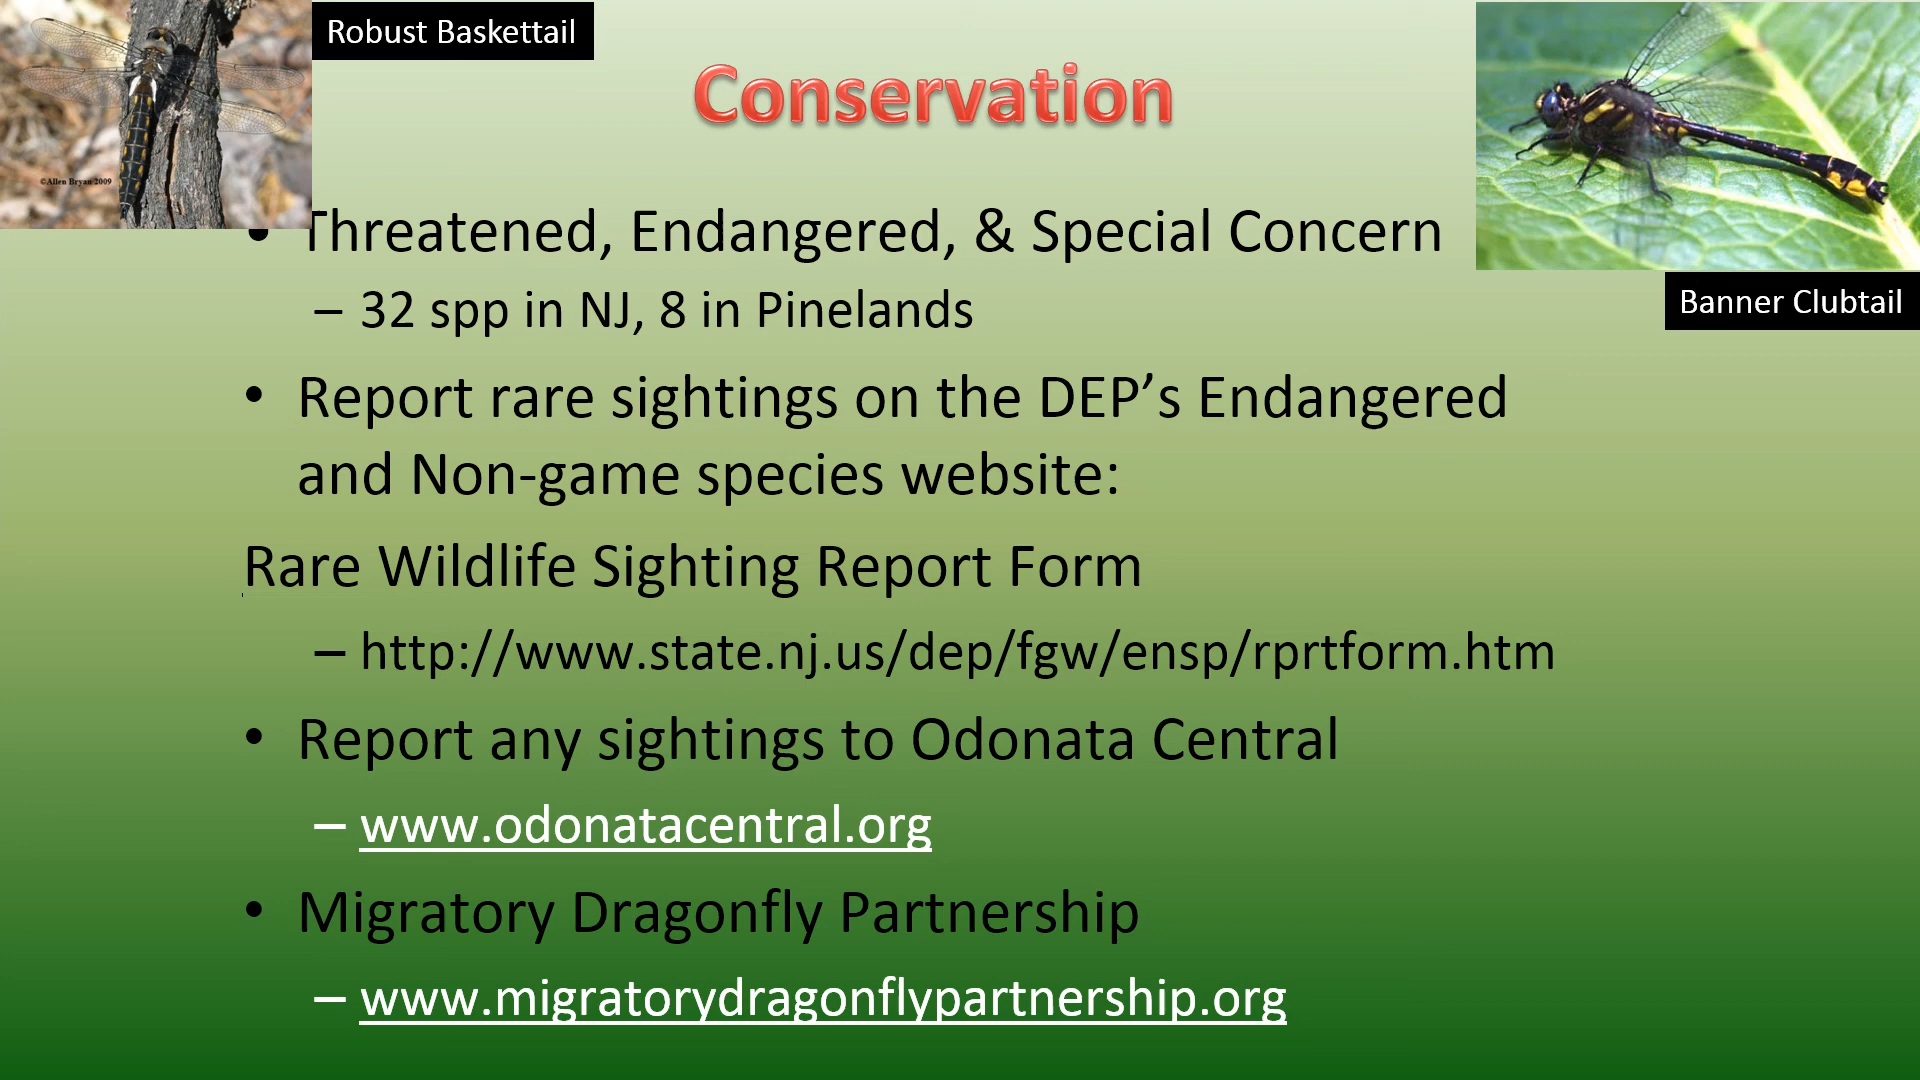 Robust Baskettail
Conservation
©Allen Bryan 2009
• Threatened, Endangered, & Special Concern
– 32 spp in NJ, 8 in Pinelands
Banner Clubtail
• Report rare sightings on the DEP’s Endangered
and Non-game species website:
Rare Wildlife Sighting Report Form
– http://www.state.nj.us/dep/fgw/ensp/rprtform.htm
• Report any sightings to Odonata Central
– www.odonatacentral.org
• Migratory Dragonfly Partnership
– www.migratorydragonflypartnership.org